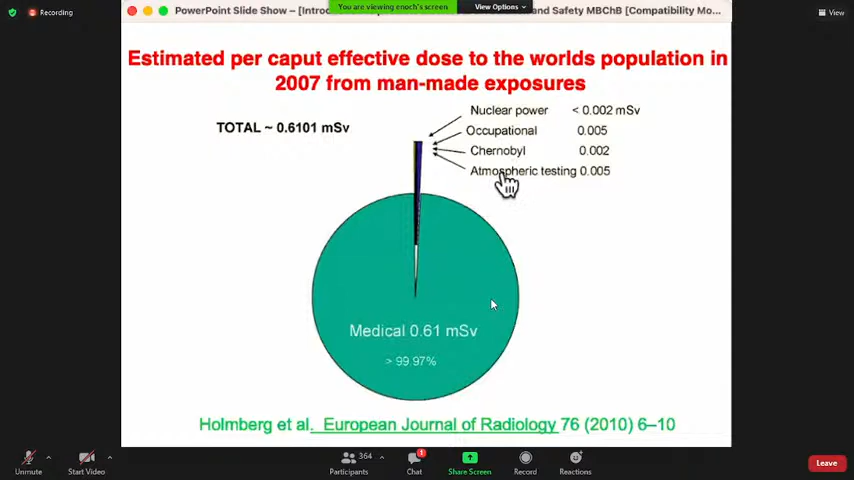 Recording
PowerPoint Slide Show – [Intro
You are viewing enoch's screen
View Options
and Safety MBChB [Compatibility Mo...
View
Estimated per caput effective dose to the worlds population in
2007 from man-made exposures
TOTAL ~ 0.6101 mSv
Nuclear power < 0.002 mSv
Occupational 0.005
Chernobyl 0.002
Atmospheric testing 0.005
Medical 0.61 mSv
> 99.97%
Holmberg et al. European Journal of Radiology 76 (2010) 6–10
Unmute
Start Video
364
Participants
1
Chat
Share Screen
Record
Reactions
Leave